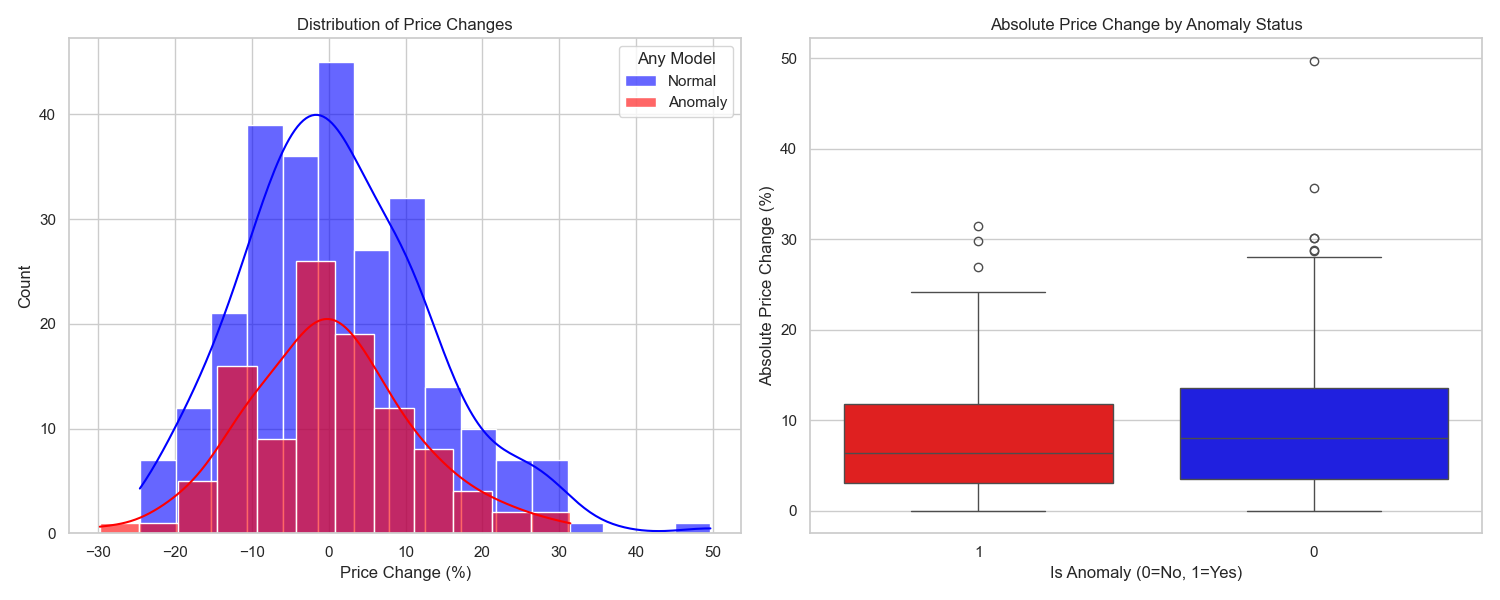 Distribution of Price Changes
Any Model
Normal
Anomaly
Count
40
30
20
10
0
−30
−20
−10
0
10
20
30
40
50
Price Change (%)
Absolute Price Change by Anomaly Status
Absolute Price Change (%)
50
40
30
20
10
0
1
0
Is Anomaly (0=No, 1=Yes)